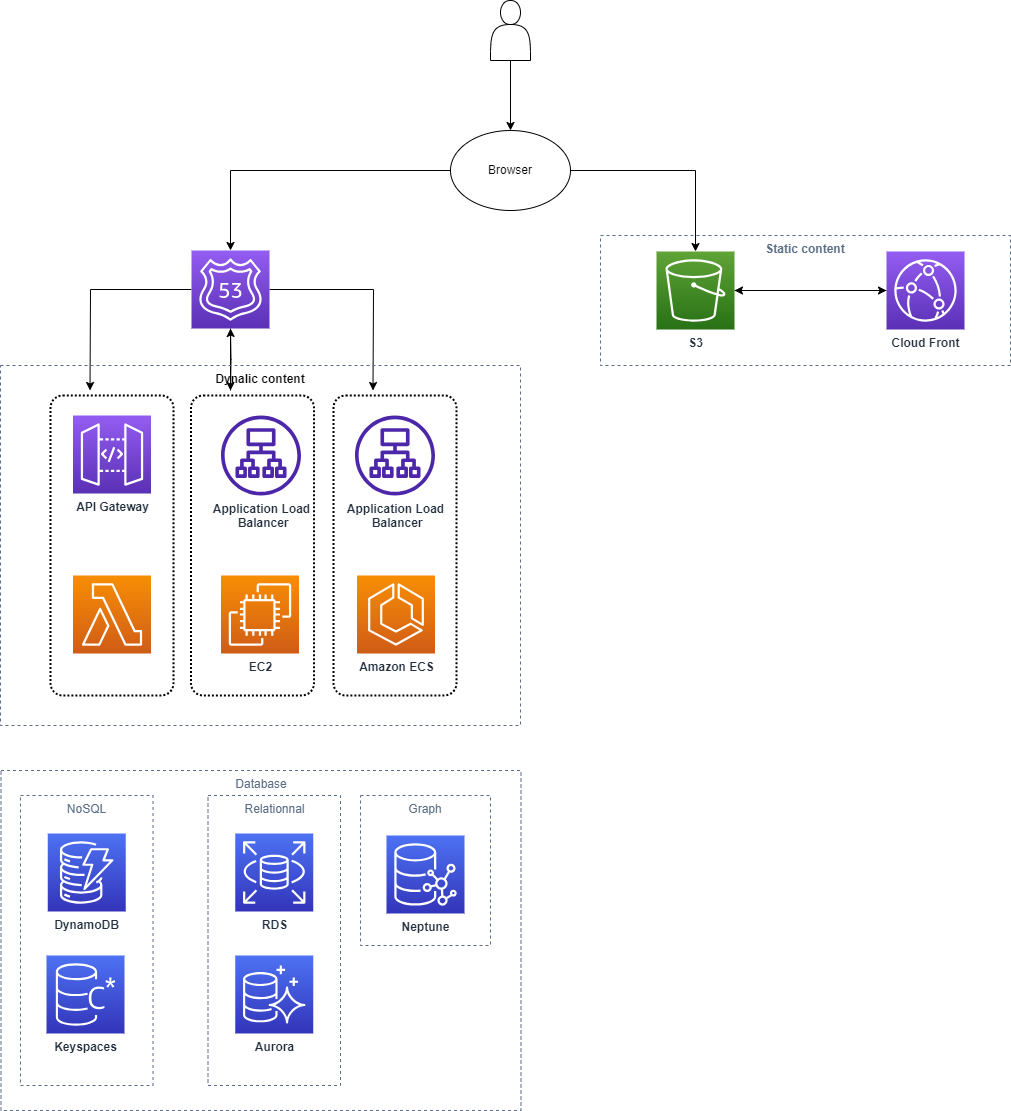 Browser
Static content
53
S3
Cloud Front
Dynalic content
</>
API Gateway
Application Load
Balancer
Application Load
Balancer
EC2
Amazon ECS
Database
NoSQL
Relationnal
Graph
DynamoDB
RDS
Neptune
C*
Keyspaces
Aurora